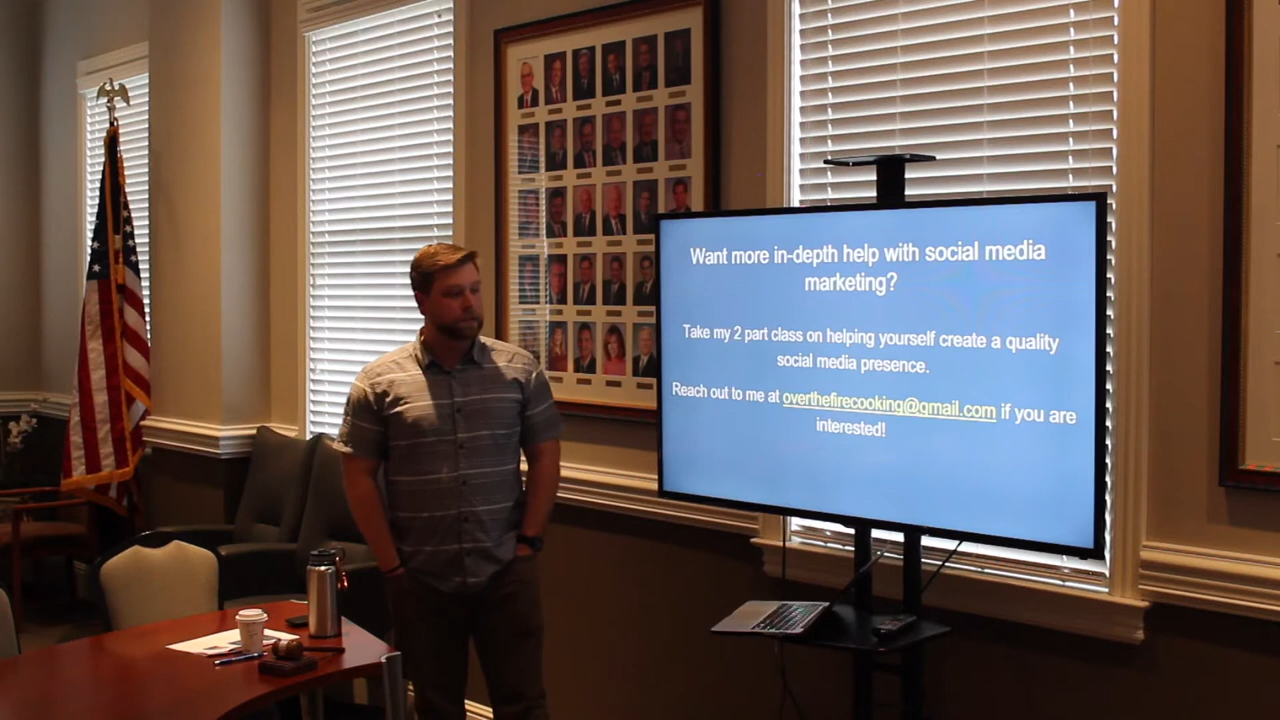 Want more in-depth help with social media
marketing?
Take my 2 part class on helping yourself create a quality
social media presence.
Reach out to me at overthefirecooking@gmail.com if you are
interested!